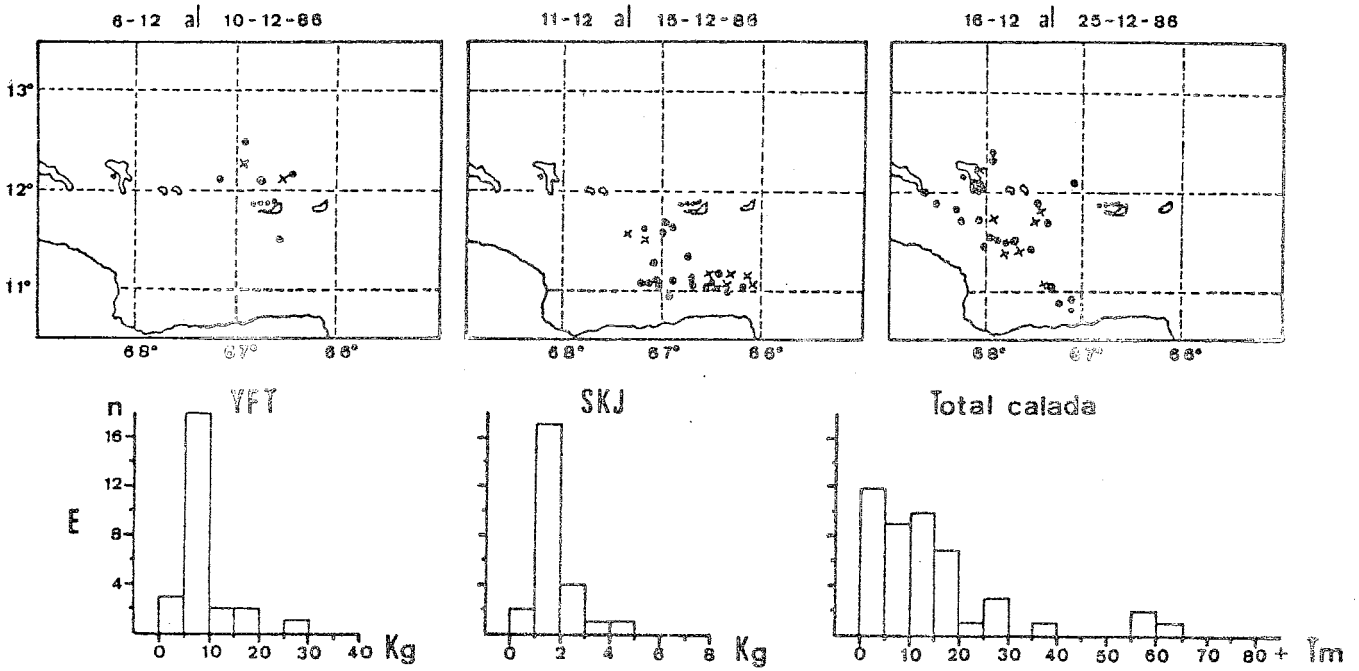 6-12 al 10-12-86
11-12 al 15-12-86
16-12 al 25-12-86
13°
12°
11°
68° 67° 66°
68° 67° 66°
68° 67° 66°
n YFT
SKJ
Total calada
16
12
8
4
E
0 10 20 30 40 Kg
0 2 4 6 8 Kg
0 10 20 30 40 50 60 70 80 + Tm